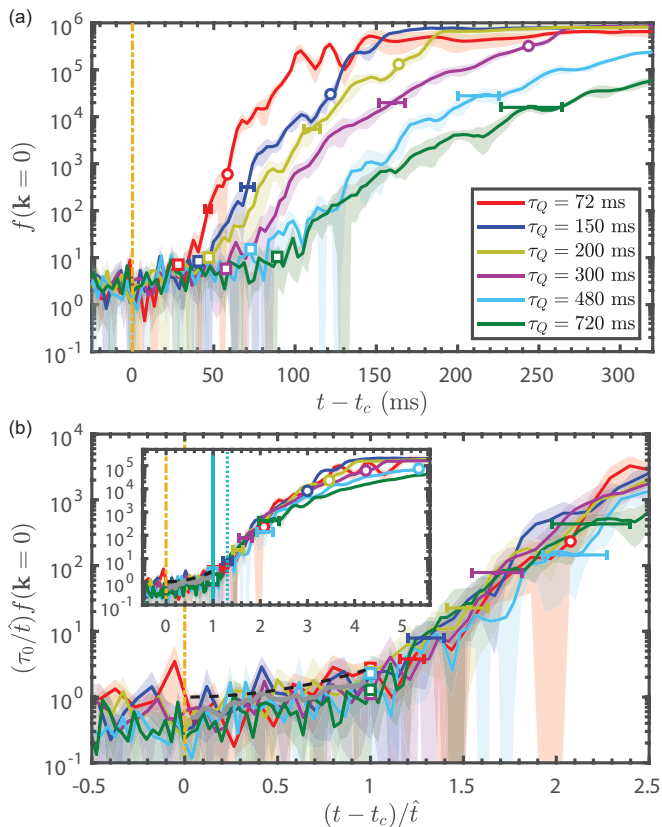 (a)
10^6
10^5
10^4
10^3
10^2
10^1
10^0
10^-1
f(k = 0)
τ_Q = 72 ms
τ_Q = 150 ms
τ_Q = 200 ms
τ_Q = 300 ms
τ_Q = 480 ms
τ_Q = 720 ms
0 50 100 150 200 250 300
t − t_c (ms)
(b)
10^4
10^3
10^2
10^1
10^0
10^-1
(τ_0/t̂) f(k = 0)
10^5
10^4
10^3
10^2
10^1
10^0
10^-1
0 1 2 3 4 5
-0.5 0 0.5 1 1.5 2 2.5
(t − t_c)/t̂